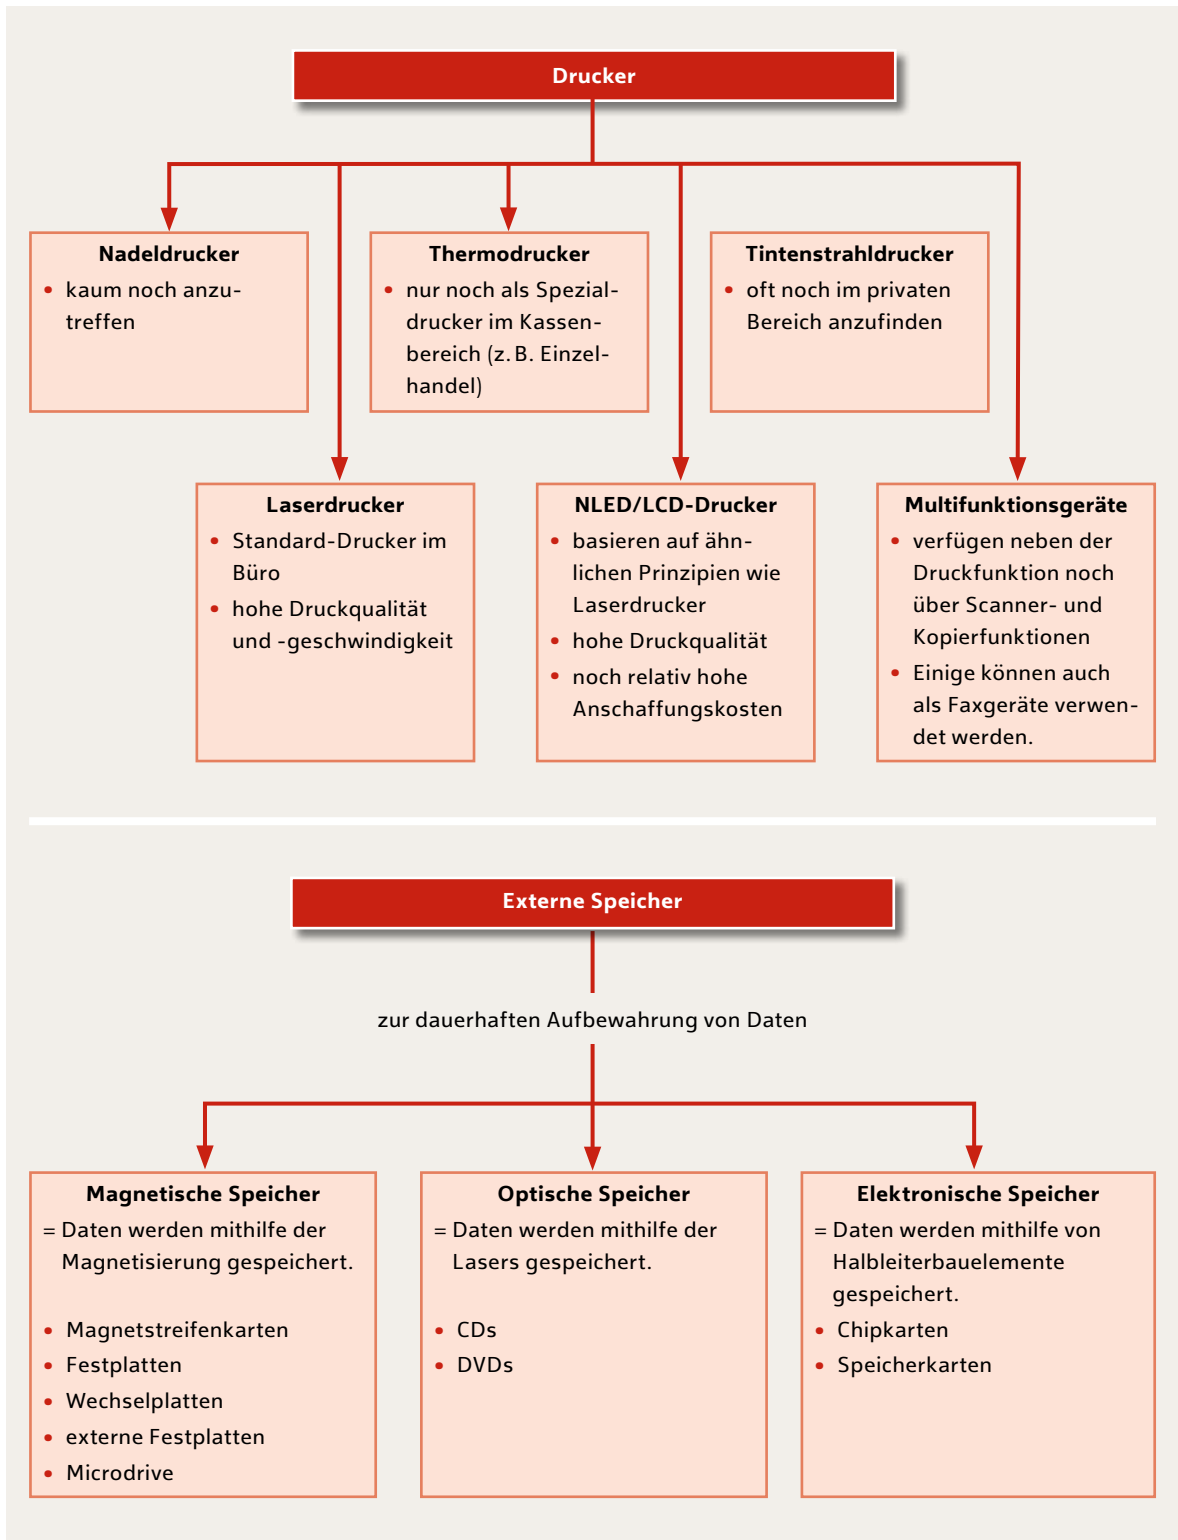 Drucker
Nadeldrucker
• kaum noch anzu-
treffen
Thermodrucker
• nur noch als Spezial-
drucker im Kassen-
bereich (z. B. Einzel-
handel)
Tintenstrahldrucker
• oft noch im privaten
Bereich anzufinden
Laserdrucker
• Standard-Drucker im
Büro
• hohe Druckqualität
und -geschwindigkeit
NLED/LCD-Drucker
• basieren auf ähn-
lichen Prinzipien wie
Laserdrucker
• hohe Druckqualität
• noch relativ hohe
Anschaffungskosten
Multifunktionsgeräte
• verfügen neben der
Druckfunktion noch
über Scanner- und
Kopierfunktionen
• Einige können auch
als Faxgeräte verwen-
det werden.
Externe Speicher
zur dauerhaften Aufbewahrung von Daten
Magnetische Speicher
= Daten werden mithilfe der
Magnetisierung gespeichert.
• Magnetstreifenkarten
• Festplatten
• Wechselplatten
• externe Festplatten
• Microdrive
Optische Speicher
= Daten werden mithilfe der
Lasers gespeichert.
• CDs
• DVDs
Elektronische Speicher
= Daten werden mithilfe von
Halbleiterbauelemente
gespeichert.
• Chipkarten
• Speicherkarten